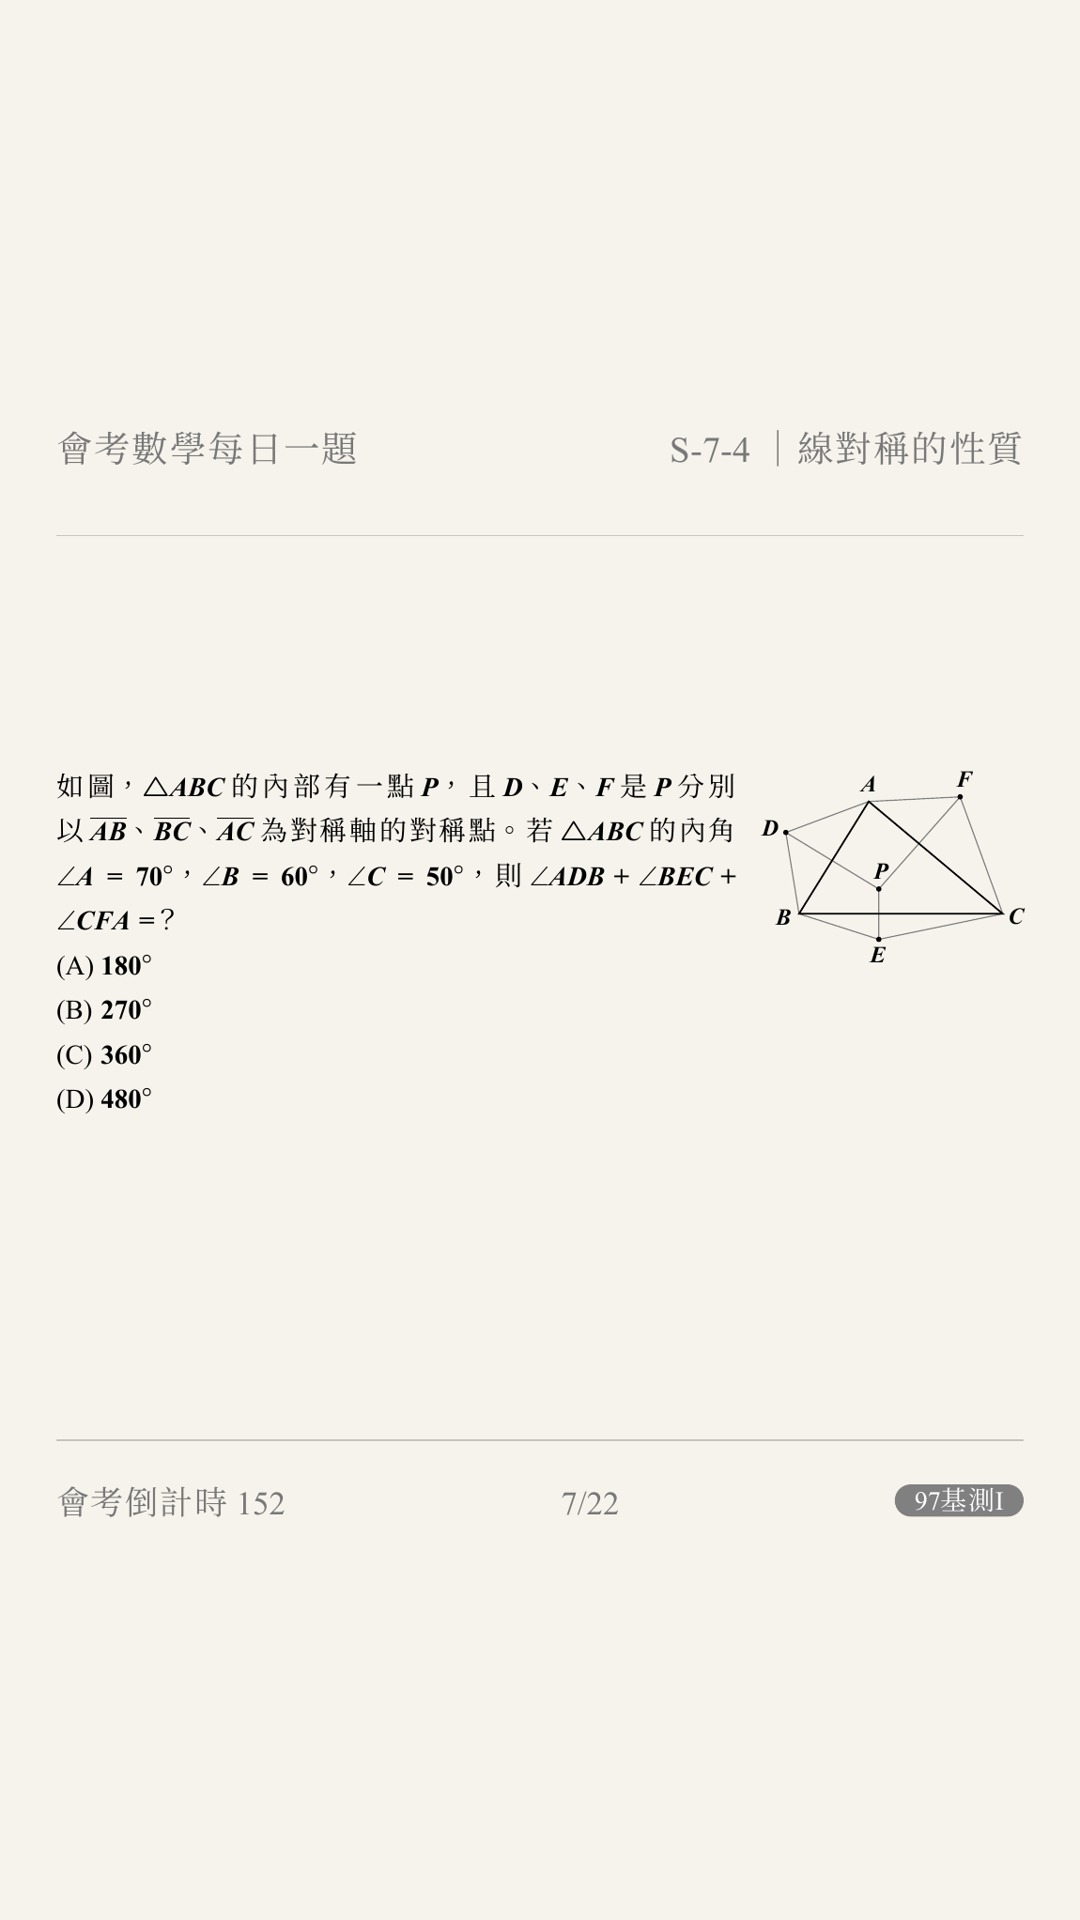 會考數學每日一題
S-7-4 ｜線對稱的性質
如圖，△ABC 的內部有一點 P，且 D、E、F 是 P 分別
以 A̅B̅、B̅C̅、A̅C̅ 為對稱軸的對稱點。若 △ABC 的內角
∠A = 70°，∠B = 60°，∠C = 50°，則 ∠ADB + ∠BEC +
∠CFA =？
(A) 180°
(B) 270°
(C) 360°
(D) 480°
A
F
D
P
B
C
E
會考倒計時 152
7/22
97基測I